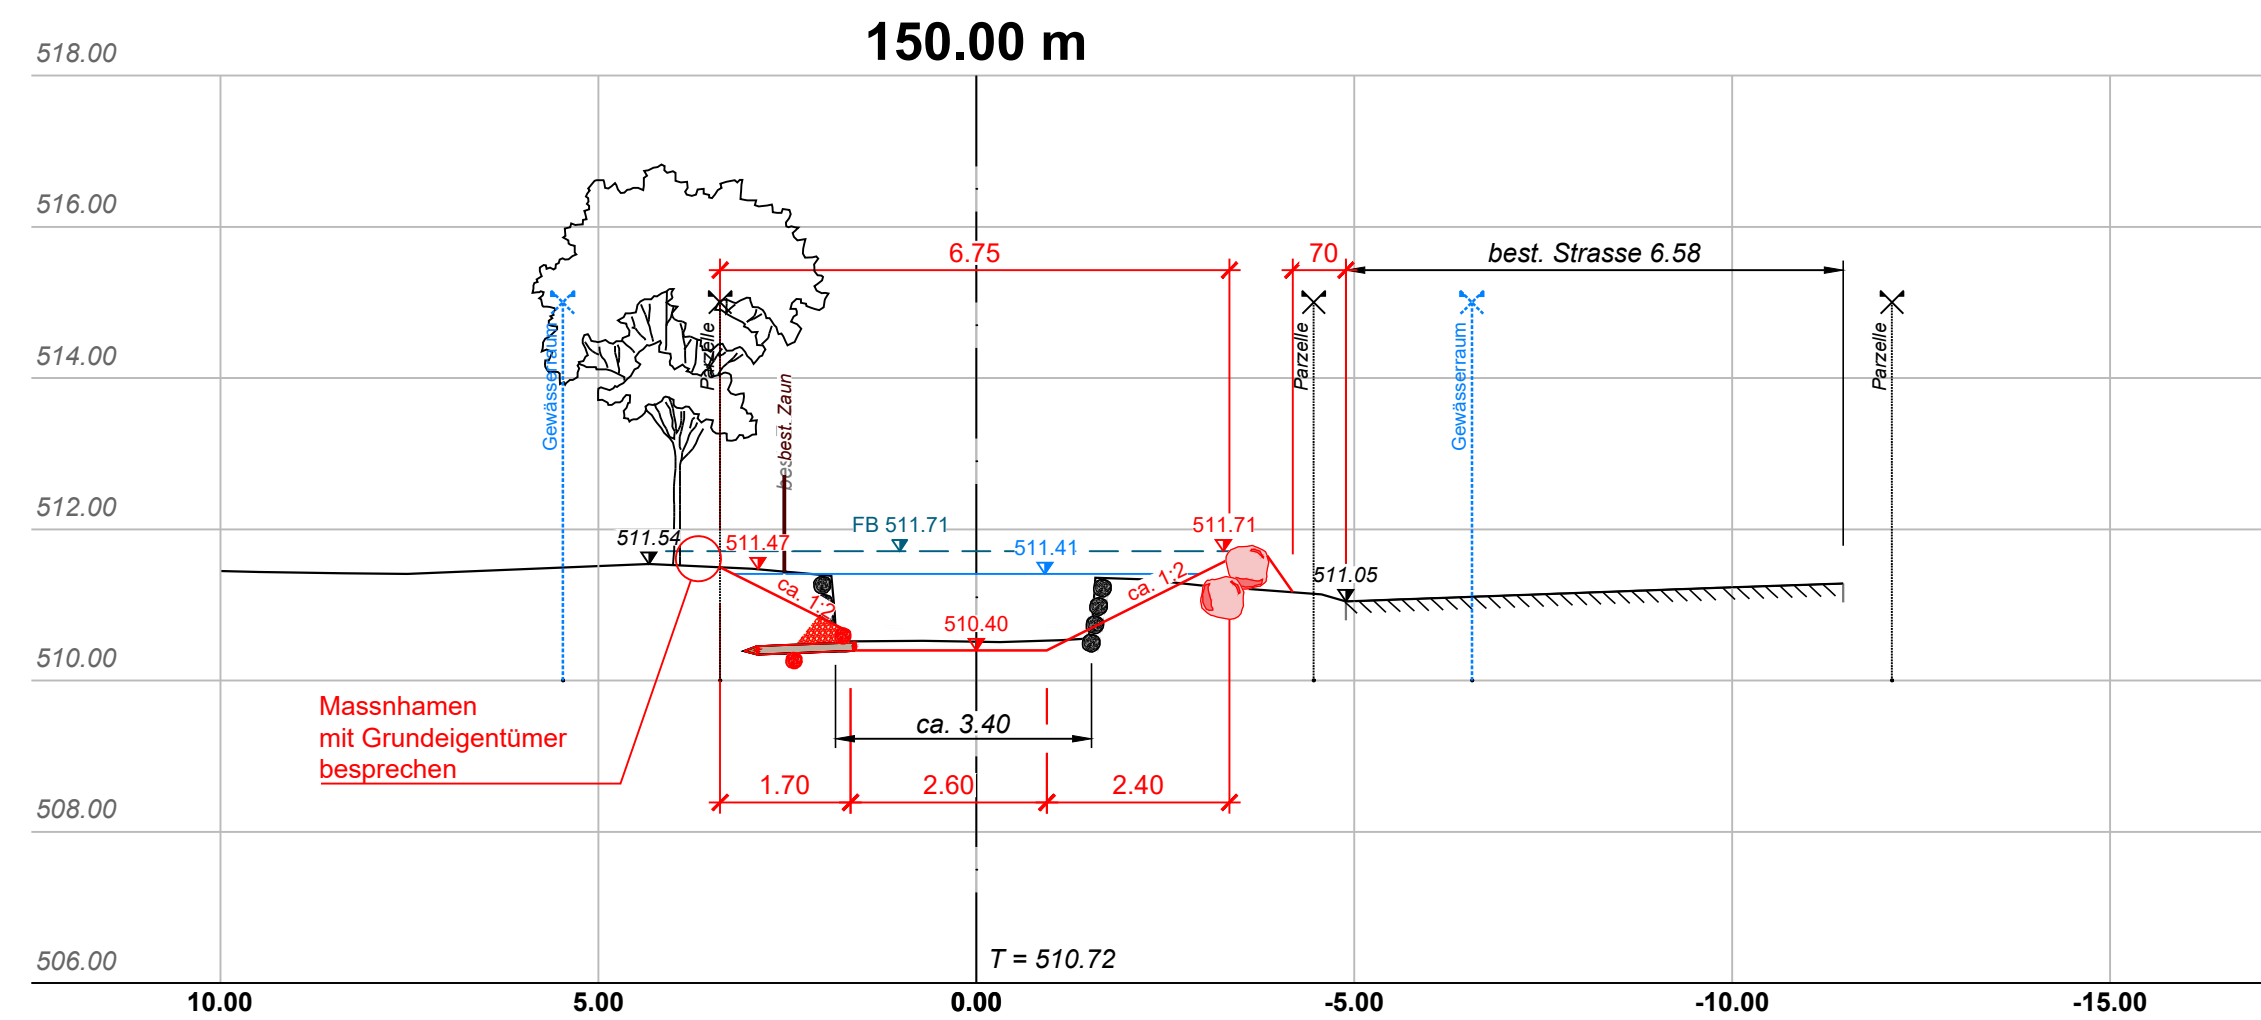 150.00 m
518.00
516.00
6.75
70
best. Strasse 6.58
Gewässerraum
Parzelle
Parzelle
Gewässerraum
Parzelle
514.00
best. Zaun
512.00
511.54
511.47
FB 511.71
511.41
511.71
511.05
ca. 1:2
ca. 1:2
510.40
510.00
Massnhamen
mit Grundeigentümer
besprechen
ca. 3.40
1.70
2.60
2.40
508.00
T = 510.72
506.00
10.00
5.00
0.00
-5.00
-10.00
-15.00